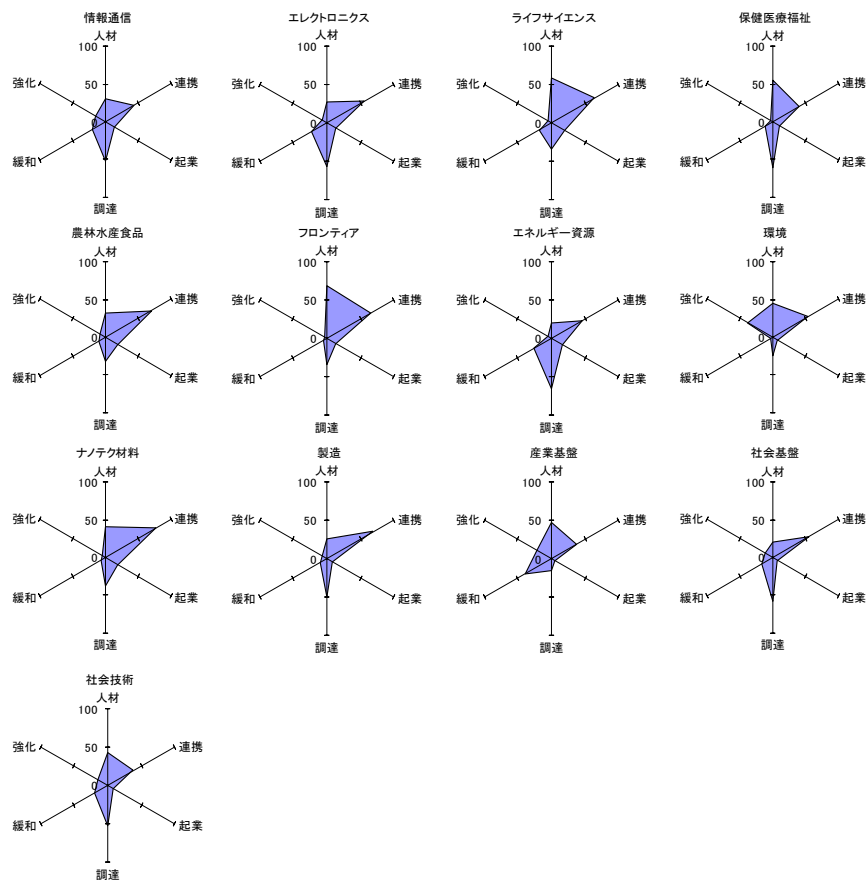 情報通信
人材
100
50
0
連携
起業
調達
緩和
強化
エレクトロニクス
人材
100
50
0
連携
起業
調達
緩和
強化
ライフサイエンス
人材
100
50
0
連携
起業
調達
緩和
強化
保健医療福祉
人材
100
50
0
連携
起業
調達
緩和
強化
農林水産食品
人材
100
50
0
連携
起業
調達
緩和
強化
フロンティア
人材
100
50
0
連携
起業
調達
緩和
強化
エネルギー資源
人材
100
50
0
連携
起業
調達
緩和
強化
環境
人材
100
50
0
連携
起業
調達
緩和
強化
ナノテク材料
人材
100
50
0
連携
起業
調達
緩和
強化
製造
人材
100
50
0
連携
起業
調達
緩和
強化
産業基盤
人材
100
50
0
連携
起業
調達
緩和
強化
社会基盤
人材
100
50
0
連携
起業
調達
緩和
強化
社会技術
人材
100
50
0
連携
起業
調達
緩和
強化